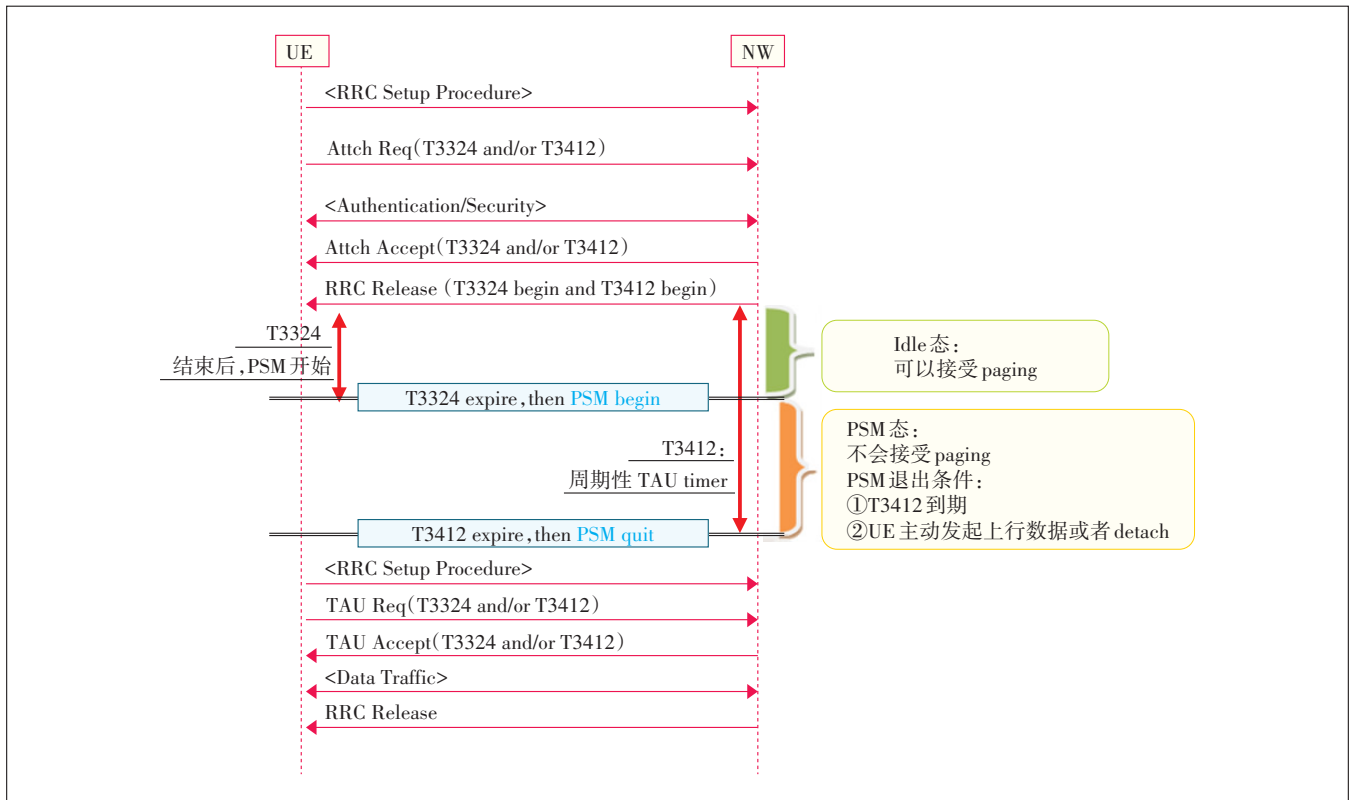 UE
NW
<RRC Setup Procedure>
Attch Req(T3324 and/or T3412)
<Authentication/Security>
Attch Accept(T3324 and/or T3412)
RRC Release (T3324 begin and T3412 begin)
T3324
结束后,PSM开始
Idle态:
可以接受paging
T3324 expire,then PSM begin
T3412:
周期性TAU timer
PSM态:
不会接受paging
PSM退出条件:
①T3412到期
②UE主动发起上行数据或者detach
T3412 expire,then PSM quit
<RRC Setup Procedure>
TAU Req(T3324 and/or T3412)
TAU Accept(T3324 and/or T3412)
<Data Traffic>
RRC Release